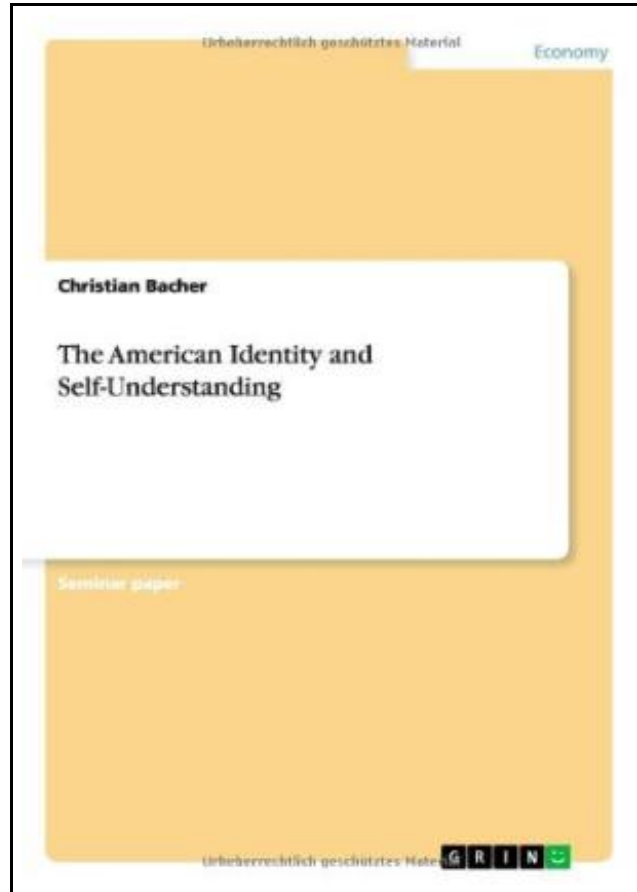 Urheberrechtlich geschütztes Material
Economy
Christian Bacher
The American Identity and
Self-Understanding
Seminar paper
Urheberrechtlich geschütztes Mate
GRIN